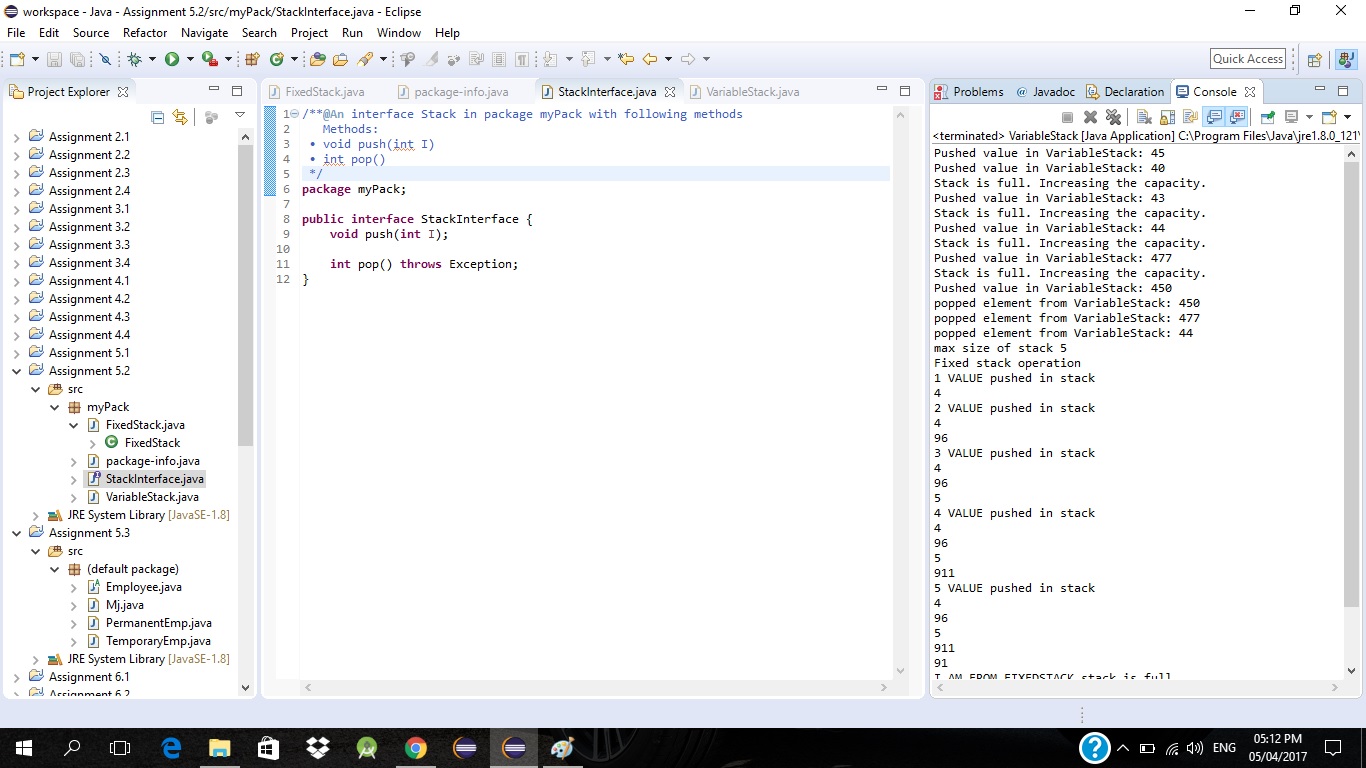 workspace - Java - Assignment 5.2/src/myPack/StackInterface.java - Eclipse
File Edit Source Refactor Navigate Search Project Run Window Help
Quick Access
Project Explorer
Assignment 2.1
Assignment 2.2
Assignment 2.3
Assignment 2.4
Assignment 3.1
Assignment 3.2
Assignment 3.3
Assignment 3.4
Assignment 4.1
Assignment 4.2
Assignment 4.3
Assignment 4.4
Assignment 5.1
Assignment 5.2
src
myPack
FixedStack.java
FixedStack
package-info.java
StackInterface.java
VariableStack.java
JRE System Library [JavaSE-1.8]
Assignment 5.3
src
(default package)
Employee.java
Mj.java
PermanentEmp.java
TemporaryEmp.java
JRE System Library [JavaSE-1.8]
Assignment 6.1
Assignment 6.2
FixedStack.java package-info.java StackInterface.java VariableStack.java
1 /**@An interface Stack in package myPack with following methods
2 Methods:
3 • void push(int I)
4 • int pop()
5 */
6 package myPack;
7
8 public interface StackInterface {
9 void push(int I);
10
11 int pop() throws Exception;
12 }
Problems @ Javadoc Declaration Console
<terminated> VariableStack [Java Application] C:\Program Files\Java\jre1.8.0_121\
Pushed value in VariableStack: 45
Pushed value in VariableStack: 40
Stack is full. Increasing the capacity.
Pushed value in VariableStack: 43
Stack is full. Increasing the capacity.
Pushed value in VariableStack: 44
Stack is full. Increasing the capacity.
Pushed value in VariableStack: 477
Stack is full. Increasing the capacity.
Pushed value in VariableStack: 450
popped element from VariableStack: 450
popped element from VariableStack: 477
popped element from VariableStack: 44
max size of stack 5
Fixed stack operation
1 VALUE pushed in stack
4
2 VALUE pushed in stack
4
96
3 VALUE pushed in stack
4
96
5
4 VALUE pushed in stack
4
96
5
911
5 VALUE pushed in stack
4
96
5
911
91
I AM FROM FIXEDSTACK stack is full
ENG
05:12 PM
05/04/2017